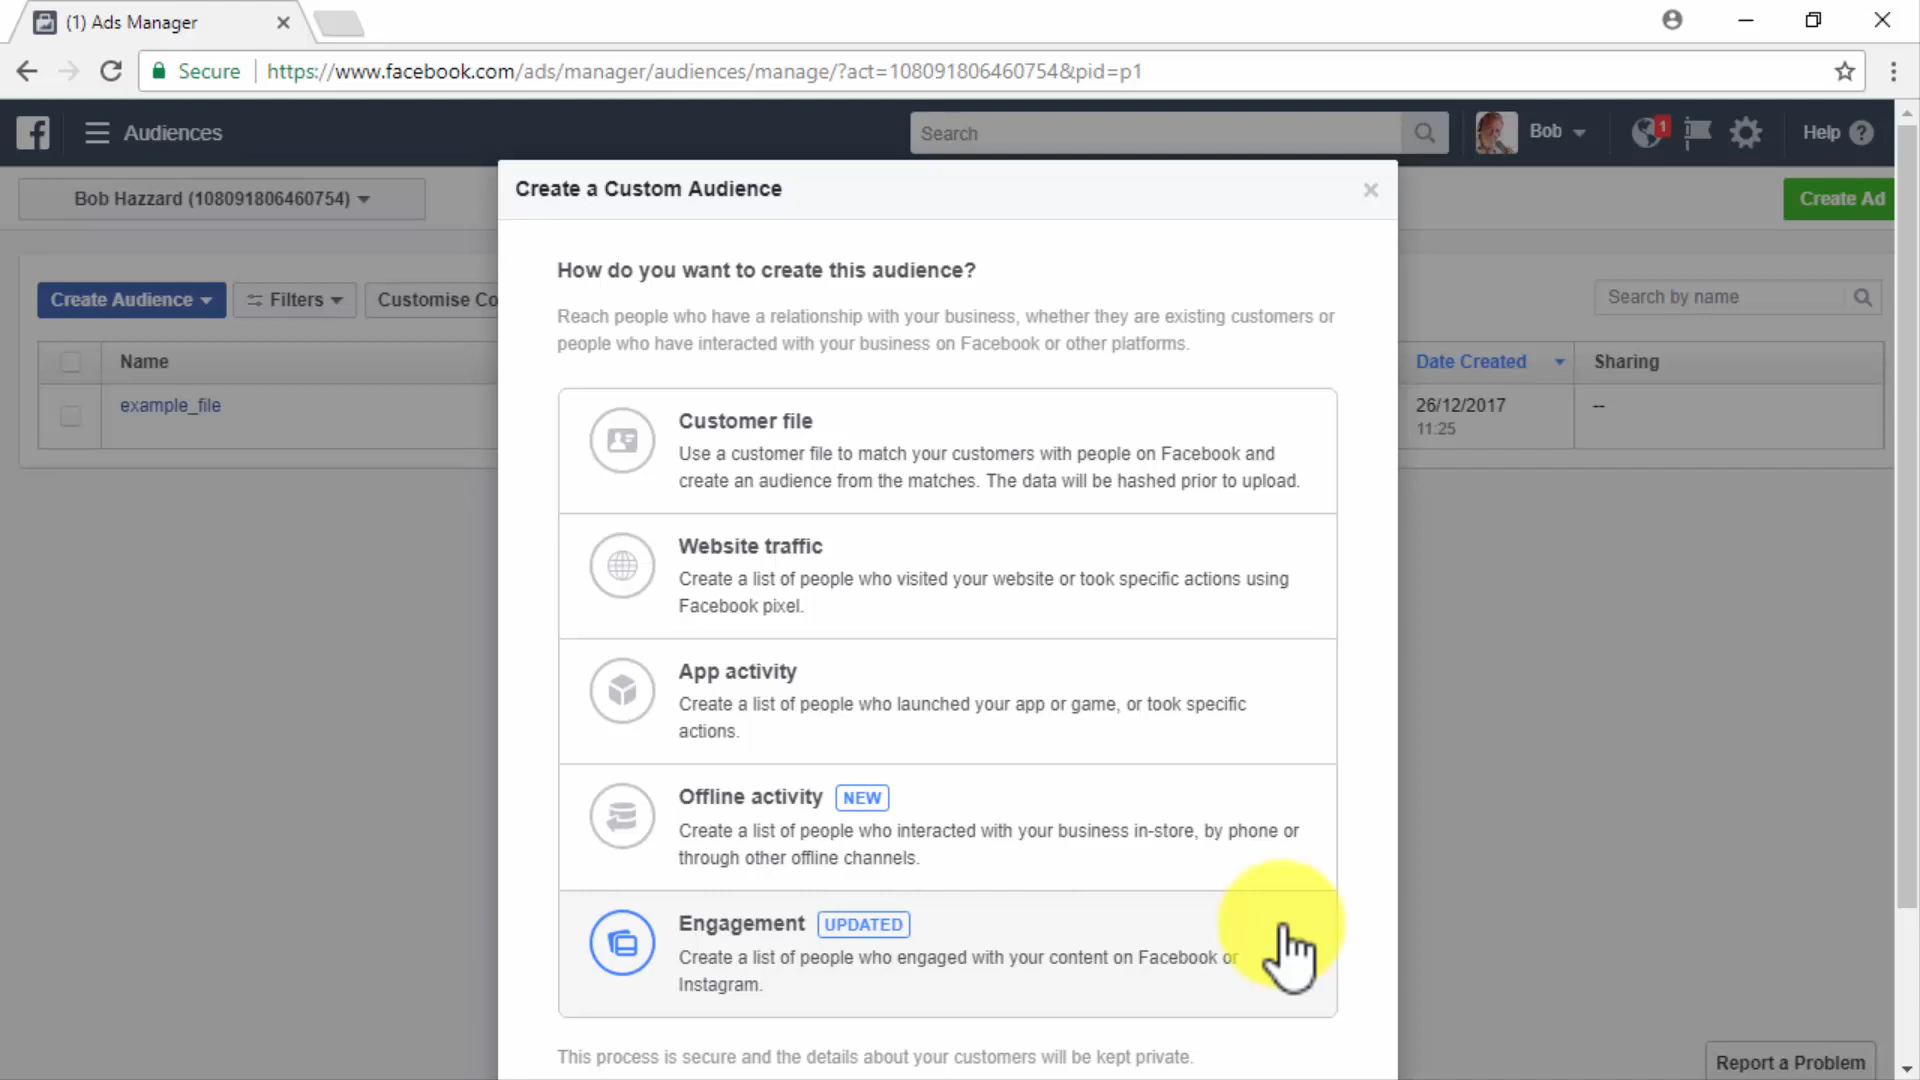 (1) Ads Manager
Secure
https://www.facebook.com/ads/manager/audiences/manage/?act=108091806460754&pid=p1
Audiences
Search
Bob
1
Help
Bob Hazzard (108091806460754)
Create Ad
Create a Custom Audience
How do you want to create this audience?
Reach people who have a relationship with your business, whether they are existing customers or
people who have interacted with your business on Facebook or other platforms.
Create Audience
Filters
Customise Co
Search by name
Name
Date Created
Sharing
example_file
26/12/2017
11:25
--
Customer file
Use a customer file to match your customers with people on Facebook and
create an audience from the matches. The data will be hashed prior to upload.
Website traffic
Create a list of people who visited your website or took specific actions using
Facebook pixel.
App activity
Create a list of people who launched your app or game, or took specific
actions.
Offline activity NEW
Create a list of people who interacted with your business in-store, by phone or
through other offline channels.
Engagement UPDATED
Create a list of people who engaged with your content on Facebook or
Instagram.
This process is secure and the details about your customers will be kept private.
Report a Problem